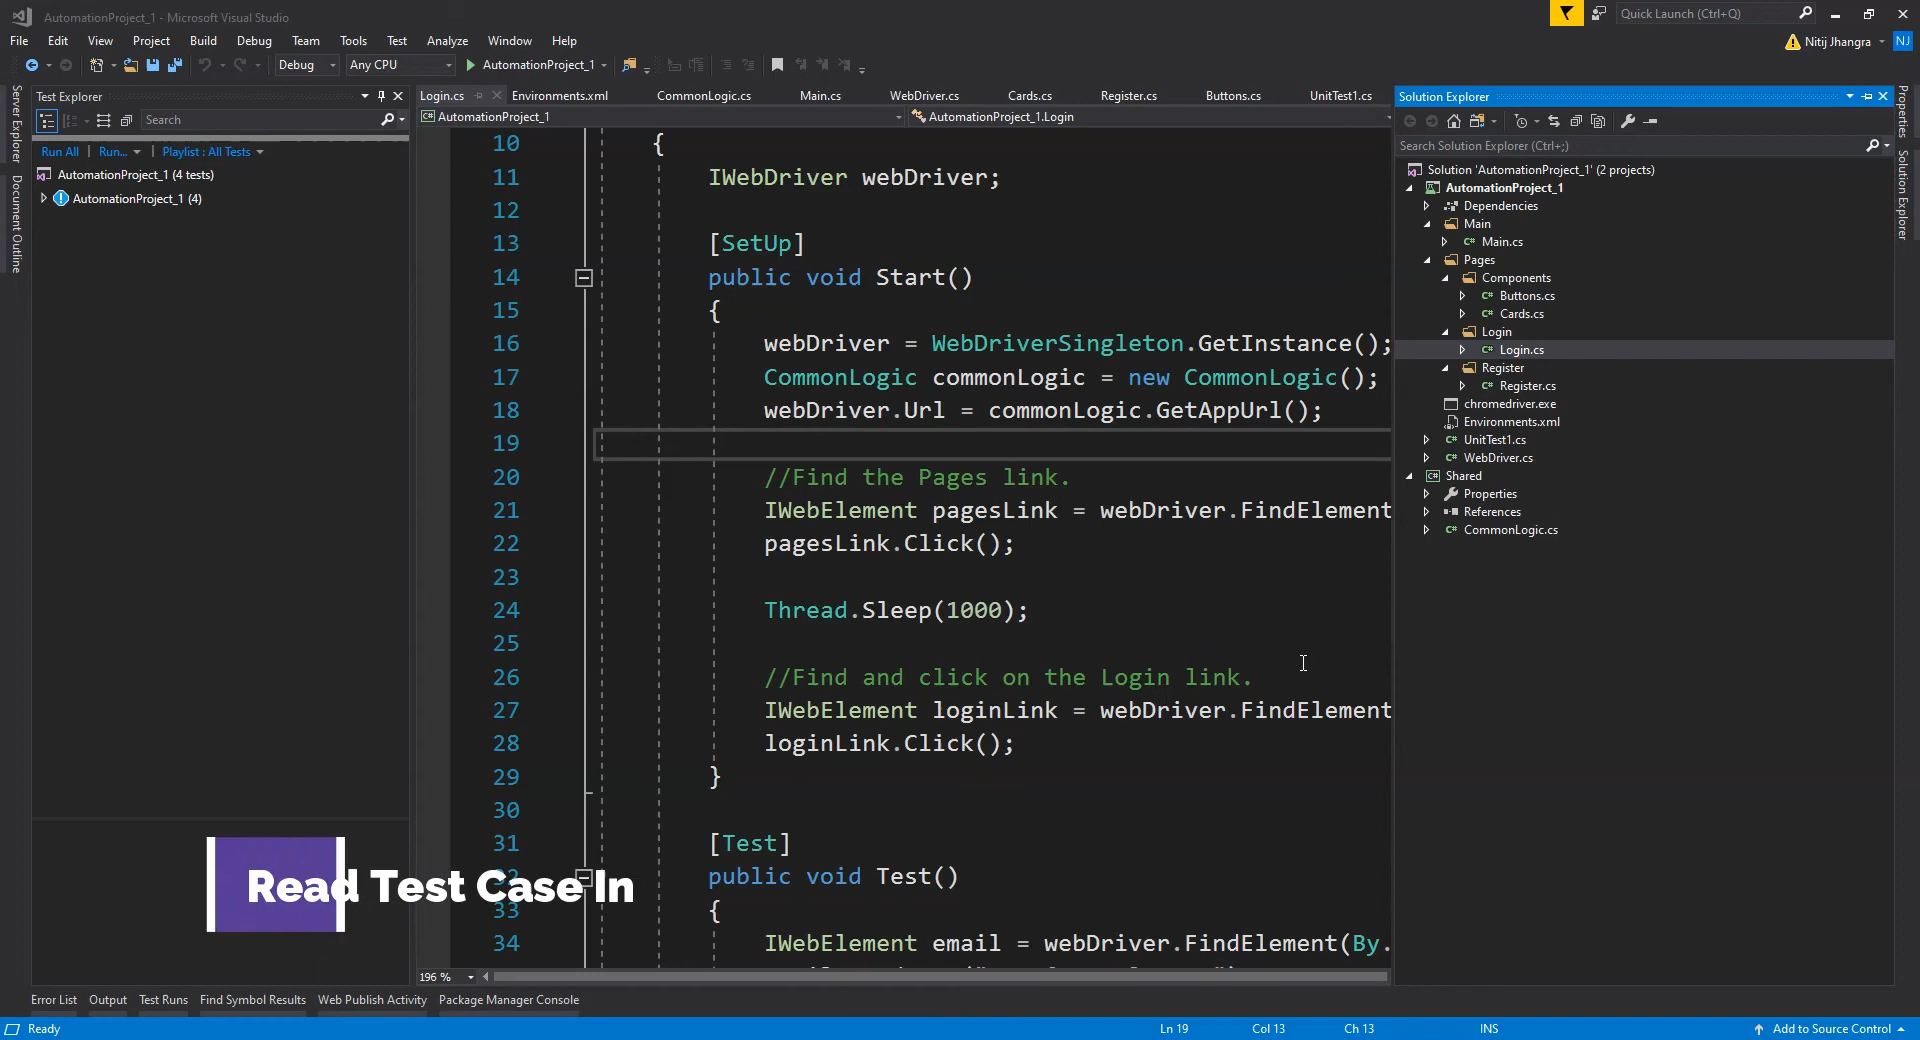 AutomationProject_1 - Microsoft Visual Studio
Quick Launch (Ctrl+Q)
File Edit View Project Build Debug Team Tools Test Analyze Window Help
Nitij Jhangra NJ
Debug Any CPU AutomationProject_1
Server Explorer
Document Outline
Test Explorer
Search
Run All | Run... | Playlist : All Tests
AutomationProject_1 (4 tests)
AutomationProject_1 (4)
Login.cs Environments.xml CommonLogic.cs Main.cs WebDriver.cs Cards.cs Register.cs Buttons.cs UnitTest1.cs
AutomationProject_1 AutomationProject_1.Login
10 {
11 IWebDriver webDriver;
12
13 [SetUp]
14 public void Start()
15 {
16 webDriver = WebDriverSingleton.GetInstance();
17 CommonLogic commonLogic = new CommonLogic();
18 webDriver.Url = commonLogic.GetAppUrl();
19
20 //Find the Pages link.
21 IWebElement pagesLink = webDriver.FindElement
22 pagesLink.Click();
23
24 Thread.Sleep(1000);
25
26 //Find and click on the Login link.
27 IWebElement loginLink = webDriver.FindElement
28 loginLink.Click();
29 }
30
31 [Test]
32 public void Test()
33 {
34 IWebElement email = webDriver.FindElement(By.
Read Test Case In
196 %
Solution Explorer
Search Solution Explorer (Ctrl+;)
Solution 'AutomationProject_1' (2 projects)
AutomationProject_1
Dependencies
Main
Main.cs
Pages
Components
Buttons.cs
Cards.cs
Login
Login.cs
Register
Register.cs
chromedriver.exe
Environments.xml
UnitTest1.cs
WebDriver.cs
Shared
Properties
References
CommonLogic.cs
Properties
Solution Explorer
Error List Output Test Runs Find Symbol Results Web Publish Activity Package Manager Console
Ready Ln 19 Col 13 Ch 13 INS Add to Source Control